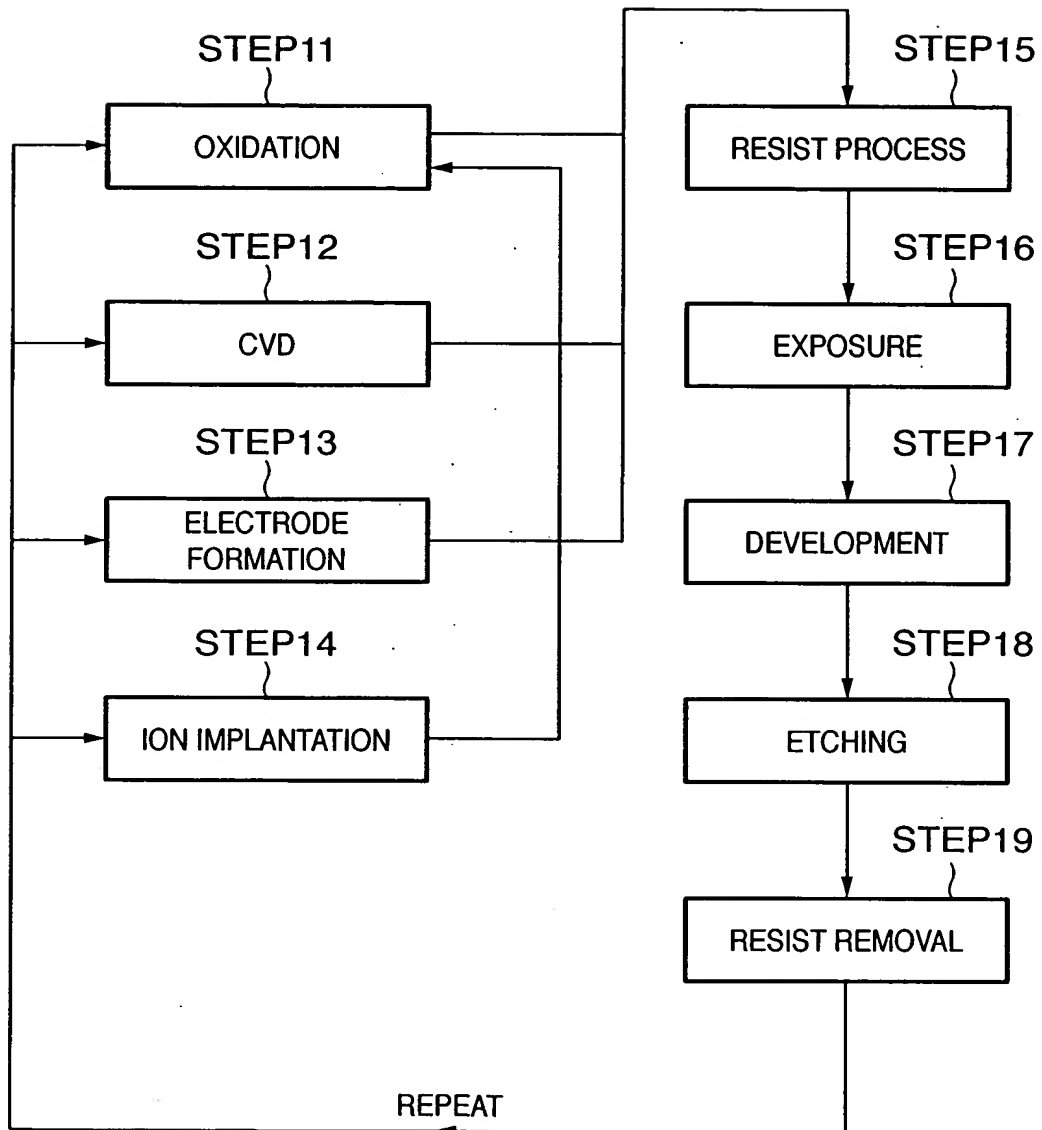 STEP11
OXIDATION
STEP12
CVD
STEP13
ELECTRODE
FORMATION
STEP14
ION IMPLANTATION
STEP15
RESIST PROCESS
STEP16
EXPOSURE
STEP17
DEVELOPMENT
STEP18
ETCHING
STEP19
RESIST REMOVAL
REPEAT